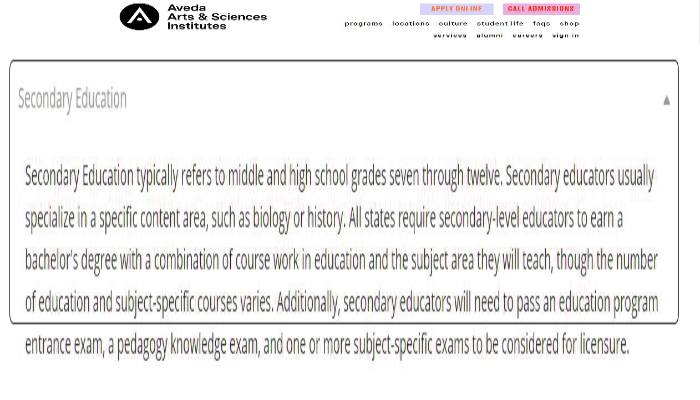 Aveda
Arts & Sciences
Institutes
APPLY ONLINE
CALL ADMISSIONS
programs locations culture student life faqs shop
services alumni careers sign in
Secondary Education
Secondary Education typically refers to middle and high school grades seven through twelve. Secondary educators usually
specialize in a specific content area, such as biology or history. All states require secondary-level educators to earn a
bachelor's degree with a combination of course work in education and the subject area they will teach, though the number
of education and subject-specific courses varies. Additionally, secondary educators will need to pass an education program
entrance exam, a pedagogy knowledge exam, and one or more subject-specific exams to be considered for licensure.